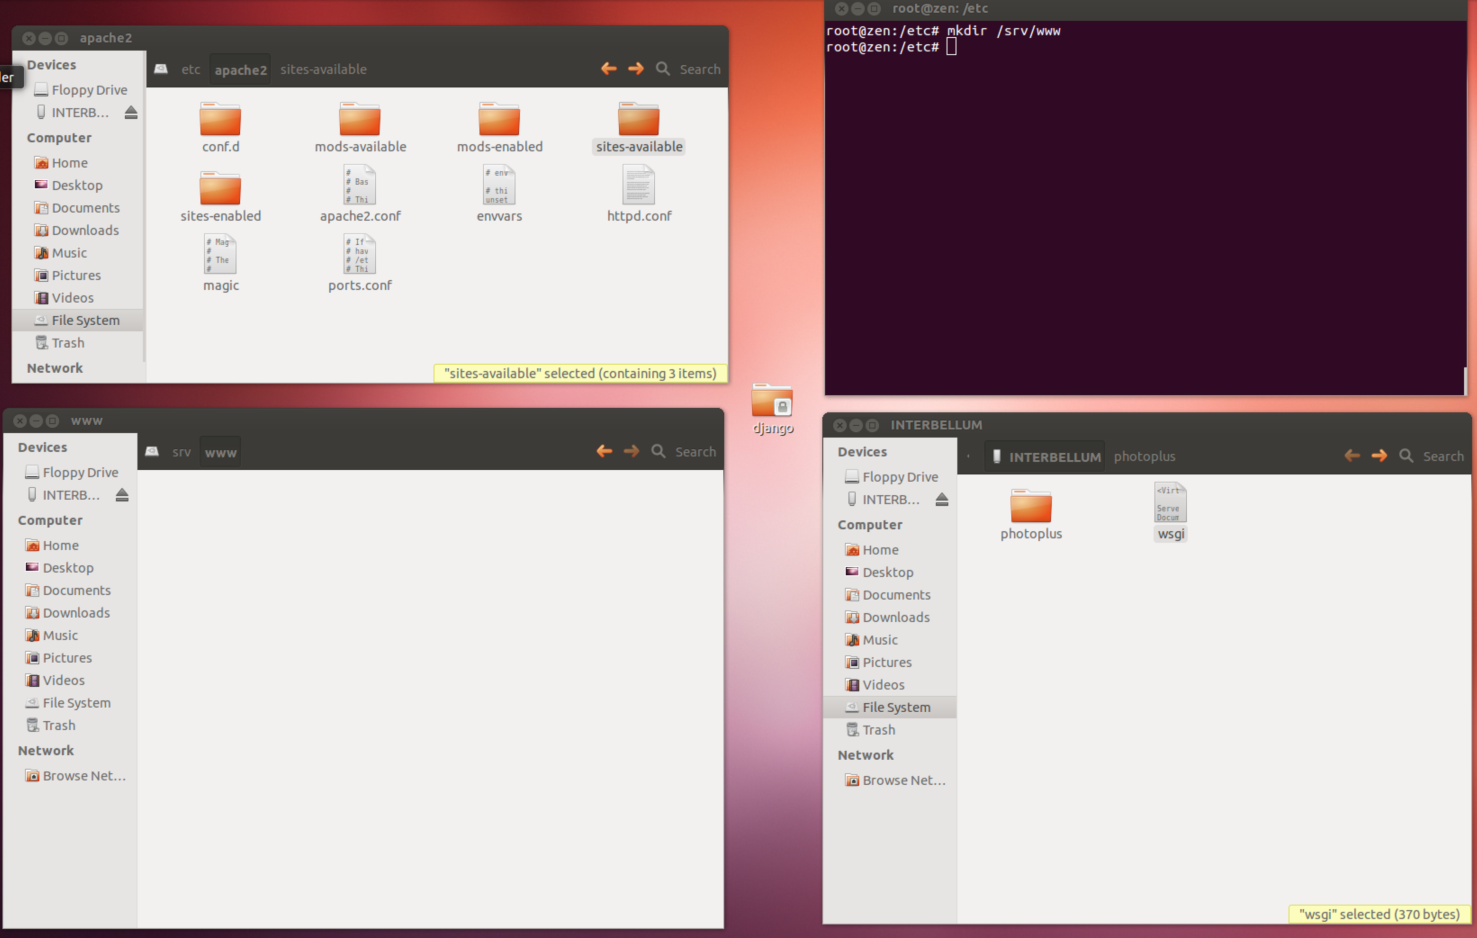 apache2
Devices
Floppy Drive
INTERB...
Computer
Home
Desktop
Documents
Downloads
Music
Pictures
Videos
File System
Trash
Network
der
etc
apache2
sites-available
Search
conf.d
mods-available
mods-enabled
sites-available
sites-enabled
# 
# Bas
#
# Thi
apache2.conf
# env
# thi
unset
envvars
httpd.conf
# Mag
#
# The
#
magic
# If
# hav
# /et
# Thi
ports.conf
"sites-available" selected (containing 3 items)
root@zen: /etc
root@zen:/etc# mkdir /srv/www
root@zen:/etc#
django
www
Devices
Floppy Drive
INTERB...
Computer
Home
Desktop
Documents
Downloads
Music
Pictures
Videos
File System
Trash
Network
Browse Net...
srv
www
Search
INTERBELLUM
Devices
Floppy Drive
INTERB...
Computer
Home
Desktop
Documents
Downloads
Music
Pictures
Videos
File System
Trash
Network
Browse Net...
INTERBELLUM
photoplus
Search
photoplus
<Virt
Serve
Docum
wsgi
"wsgi" selected (370 bytes)